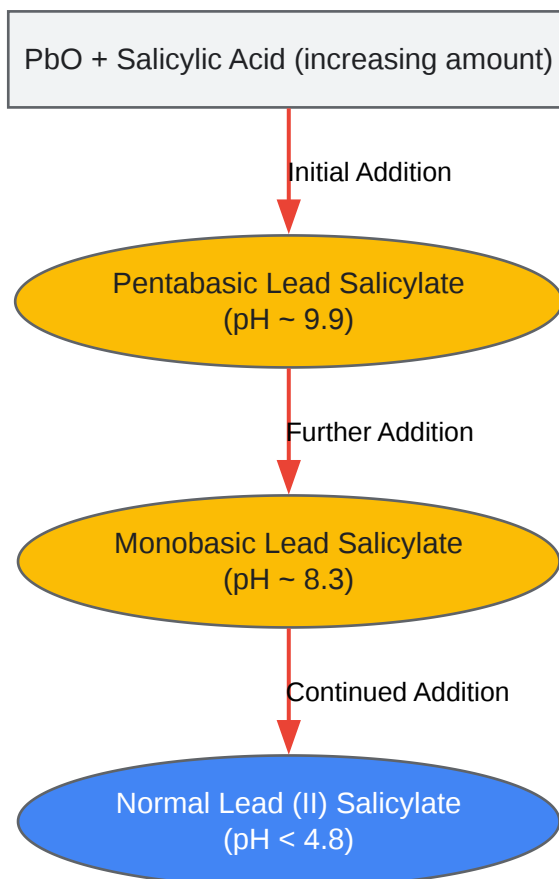 PbO + Salicylic Acid (increasing amount)
Initial Addition
Pentabasic Lead Salicylate
(pH ~ 9.9)
Further Addition
Monobasic Lead Salicylate
(pH ~ 8.3)
Continued Addition
Normal Lead (II) Salicylate
(pH < 4.8)